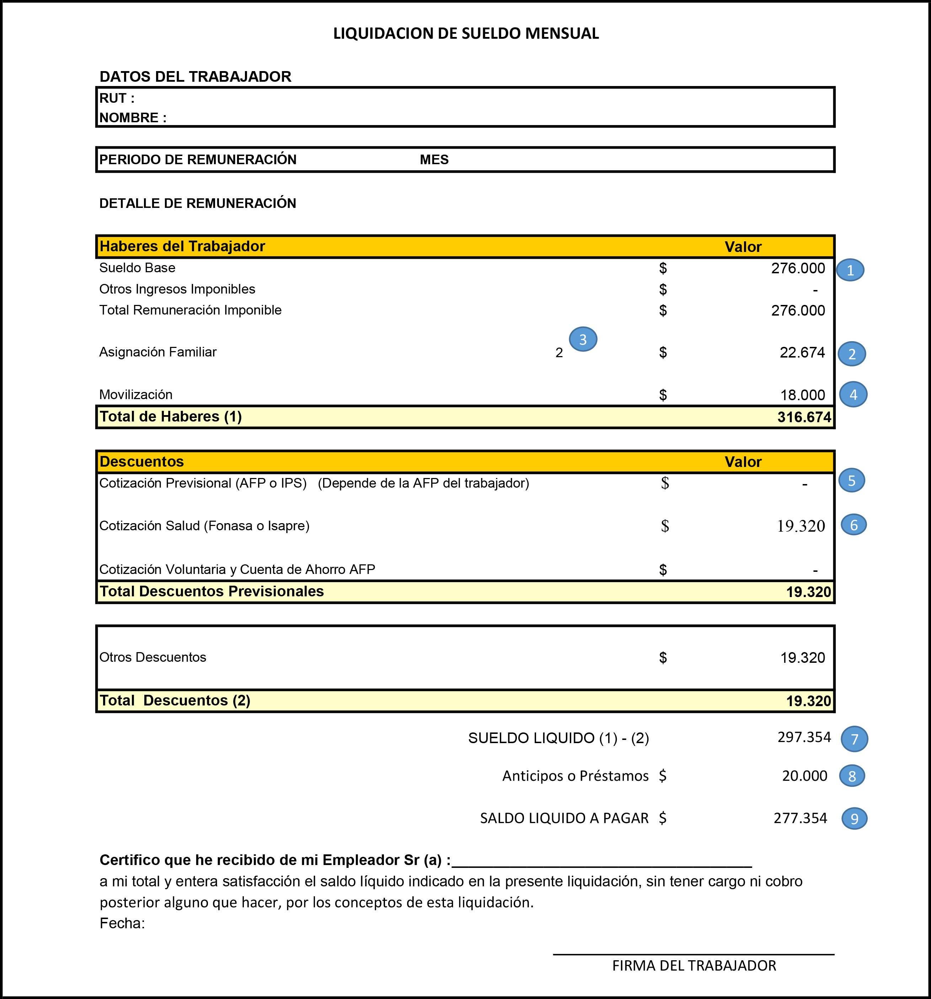 LIQUIDACION DE SUELDO MENSUAL
DATOS DEL TRABAJADOR
RUT :
NOMBRE :
PERIODO DE REMUNERACIÓN MES
DETALLE DE REMUNERACIÓN
Haberes del Trabajador Valor
Sueldo Base $ 276.000 1
Otros Ingresos Imponibles $ -
Total Remuneración Imponible $ 276.000
3
Asignación Familiar 2 $ 22.674 2
Movilización $ 18.000 4
Total de Haberes (1) 316.674
Descuentos Valor
Cotización Previsional (AFP o IPS) (Depende de la AFP del trabajador) $ - 5
Cotización Salud (Fonasa o Isapre) $ 19.320 6
Cotización Voluntaria y Cuenta de Ahorro AFP $ -
Total Descuentos Previsionales 19.320
Otros Descuentos $ 19.320
Total Descuentos (2) 19.320
SUELDO LIQUIDO (1) - (2) 297.354 7
Anticipos o Préstamos $ 20.000 8
SALDO LIQUIDO A PAGAR $ 277.354 9
Certifico que he recibido de mi Empleador Sr (a) :____________________________________
a mi total y entera satisfacción el saldo líquido indicado en la presente liquidación, sin tener cargo ni cobro
posterior alguno que hacer, por los conceptos de esta liquidación.
Fecha:
FIRMA DEL TRABAJADOR